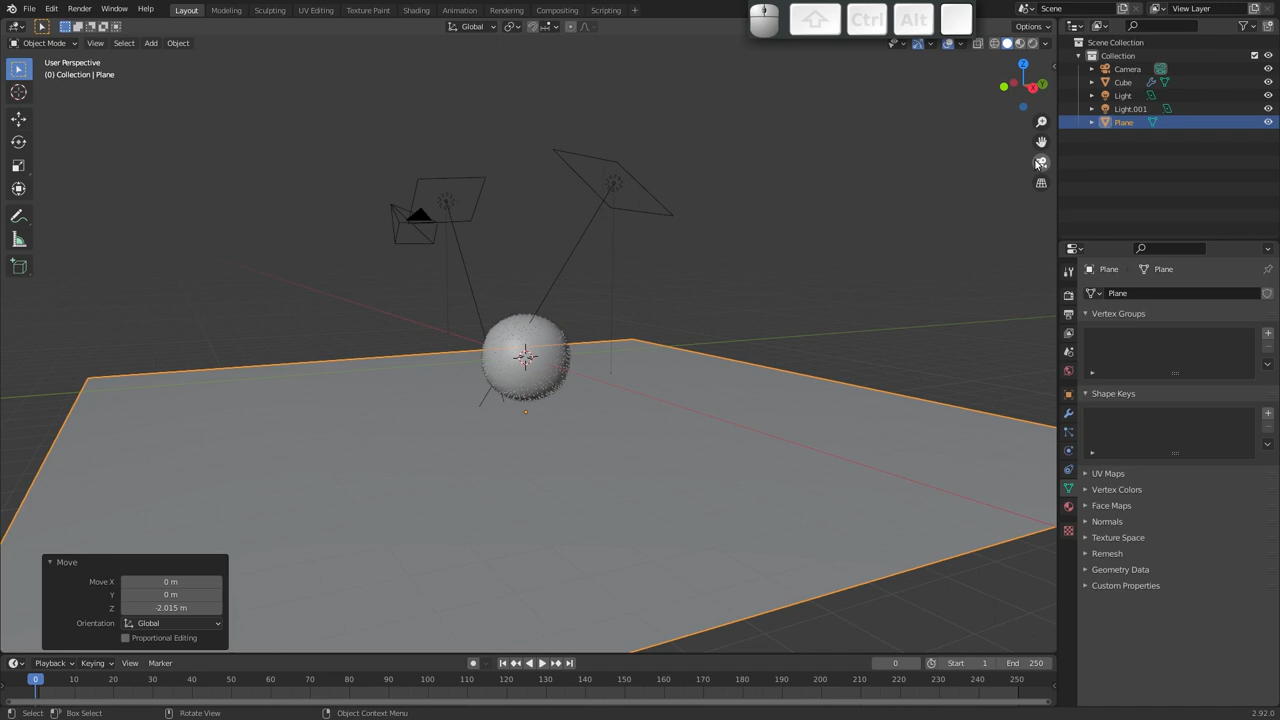 File Edit Render Window Help Layout Modeling Sculpting UV Editing Texture Paint Shading Animation Rendering Compositing Scripting + Ctrl Alt Scene View Layer
Global Options
Object Mode View Select Add Object
User Perspective
(0) Collection | Plane
Z
Y
X
Scene Collection
Collection
Camera
Cube
Light
Light.001
Plane
Plane Plane
Plane
Vertex Groups
Shape Keys
UV Maps
Vertex Colors
Face Maps
Normals
Texture Space
Remesh
Geometry Data
Custom Properties
Move
Move X 0 m
Y 0 m
Z -2.015 m
Orientation Global
Proportional Editing
Playback Keying View Marker 0 Start 1 End 250
0 10 20 30 40 50 60 70 80 90 100 110 120 130 140 150 160 170 180 190 200 210 220 230 240 250
Select Box Select Rotate View Object Context Menu 2.92.0